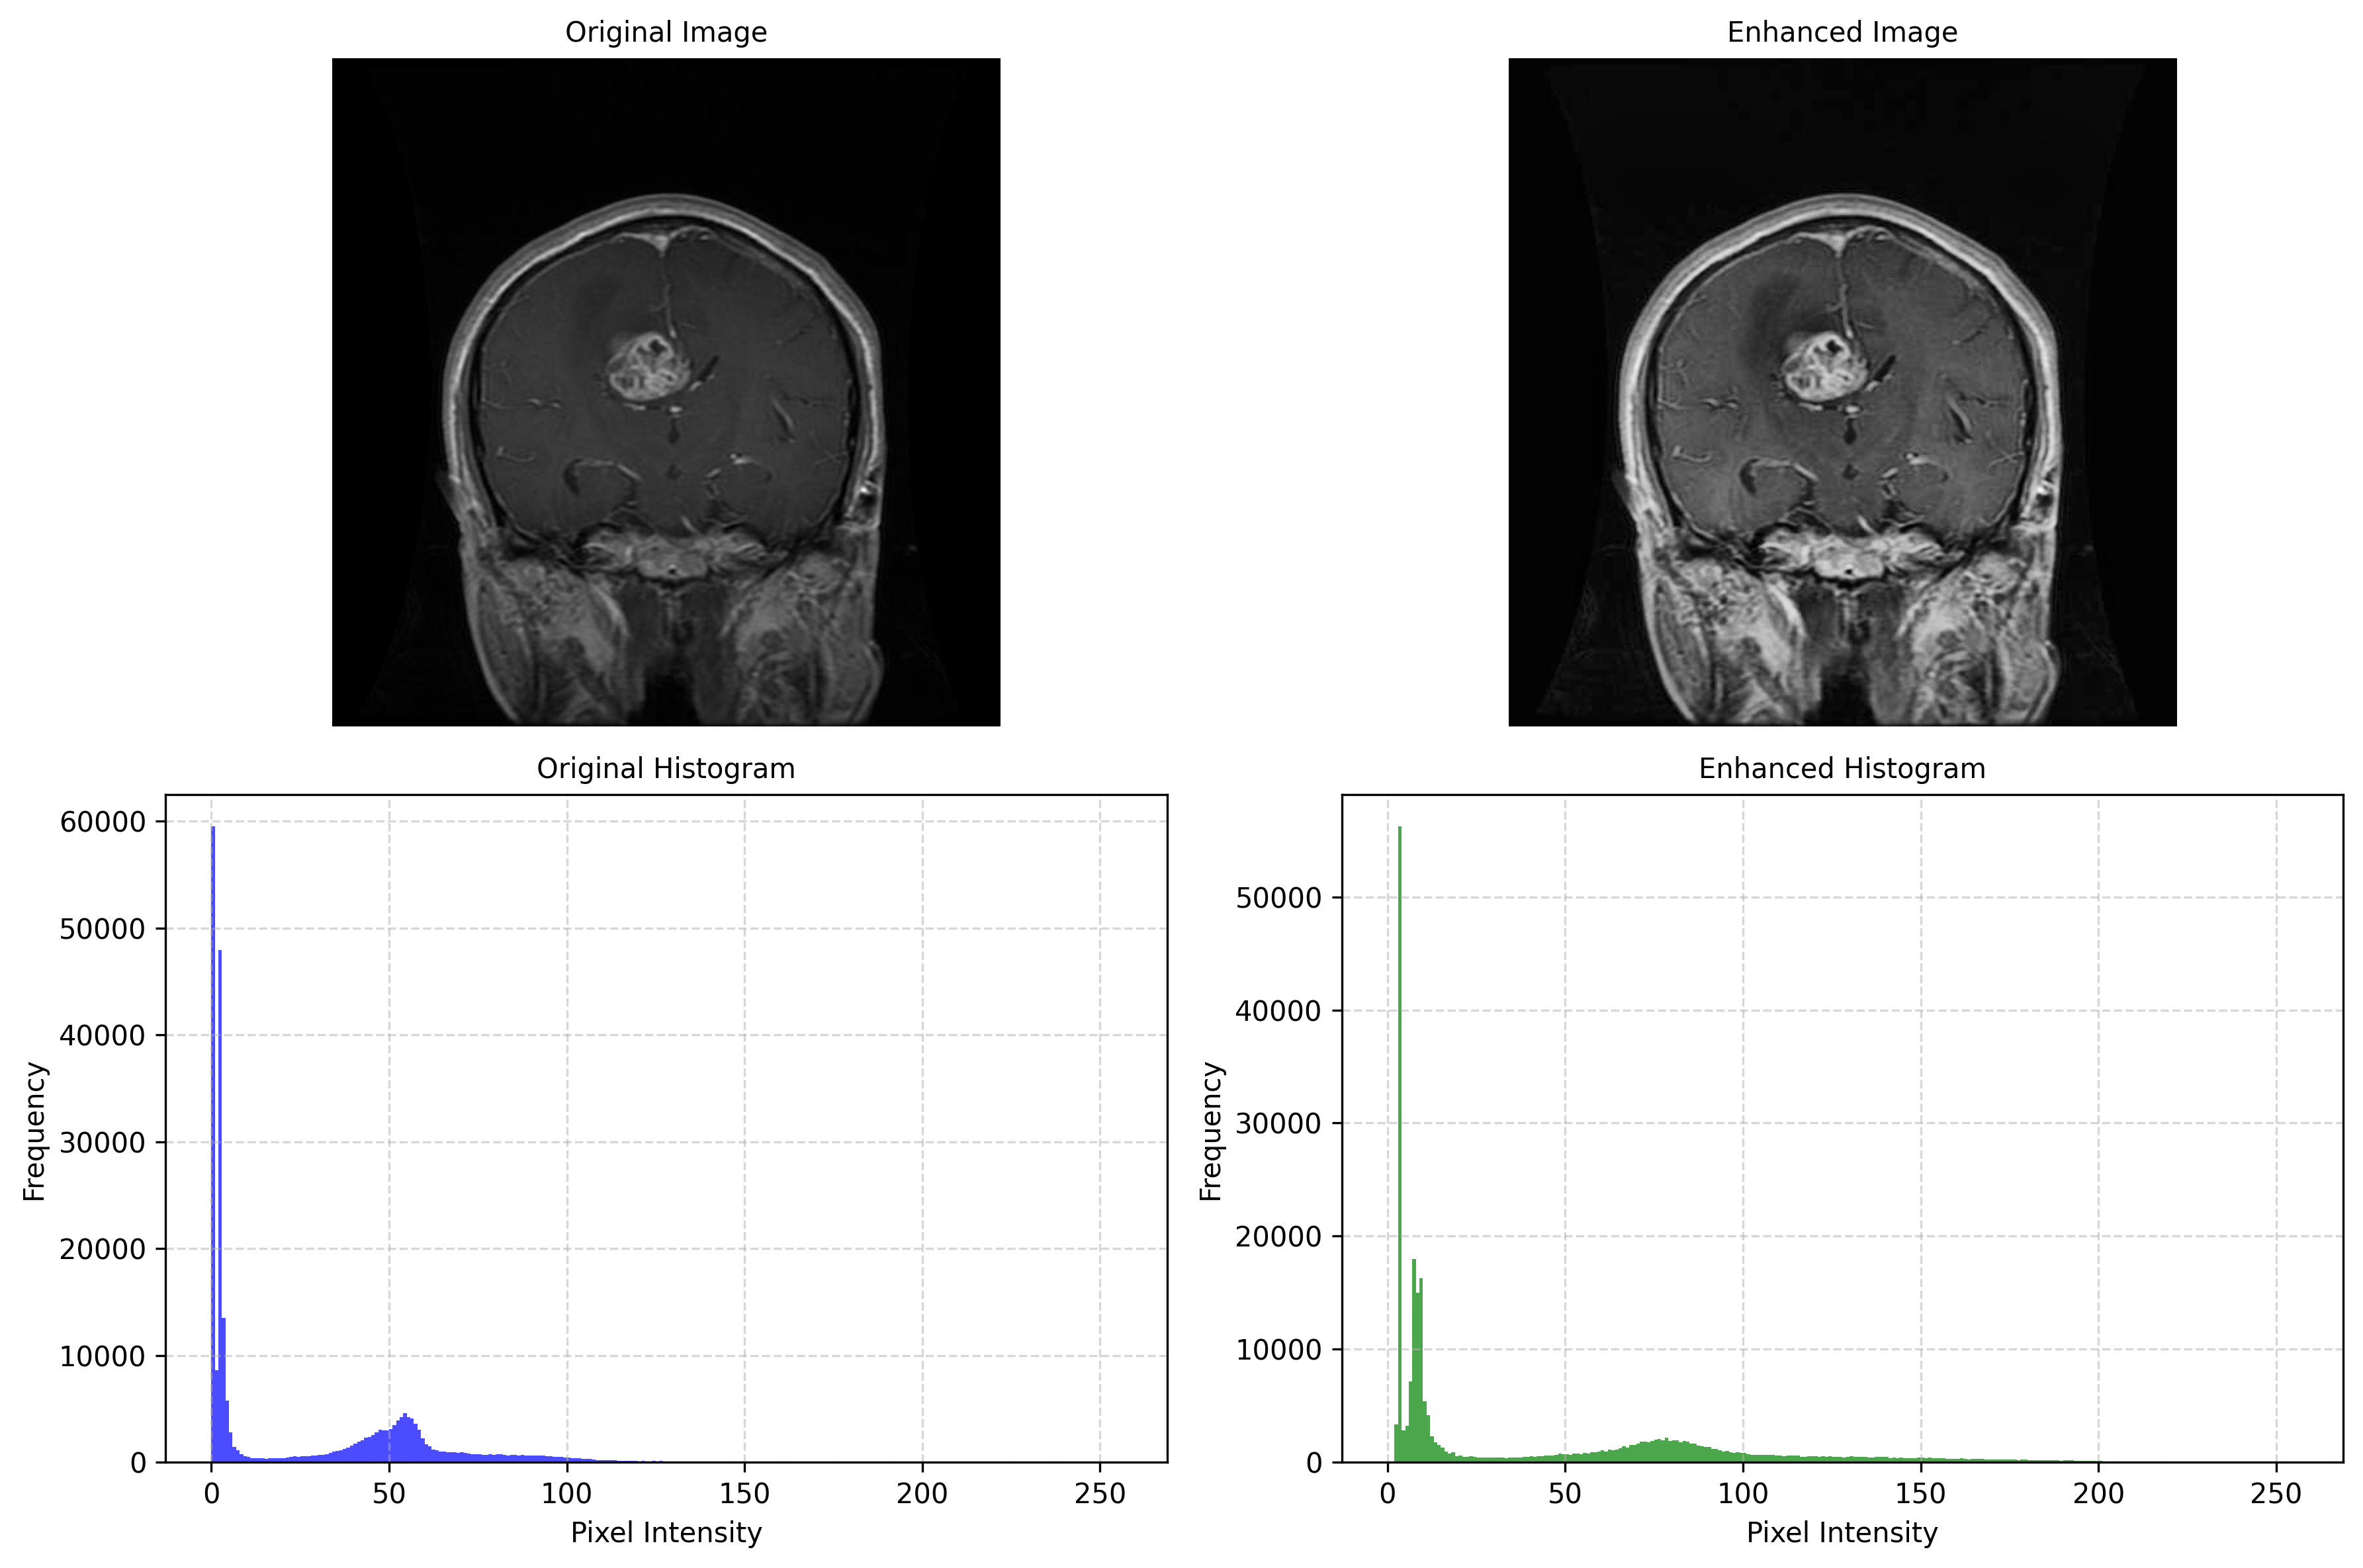 Original Image
Enhanced Image
Original Histogram
Enhanced Histogram
60000
50000
40000
30000
20000
10000
0
Frequency
0 50 100 150 200 250
Pixel Intensity
50000
40000
30000
20000
10000
0
Frequency
0 50 100 150 200 250
Pixel Intensity